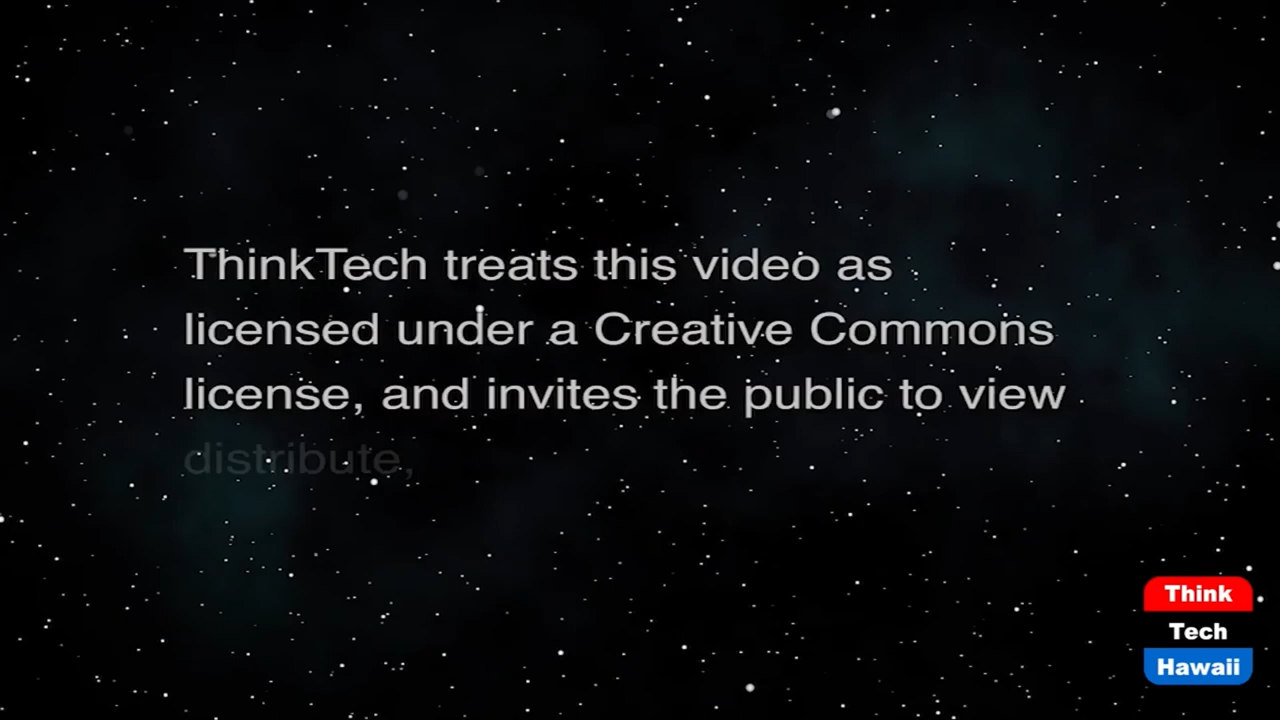 ThinkTech treats this video as
licensed under a Creative Commons
license, and invites the public to view
distribute,
Think
Tech
Hawaii